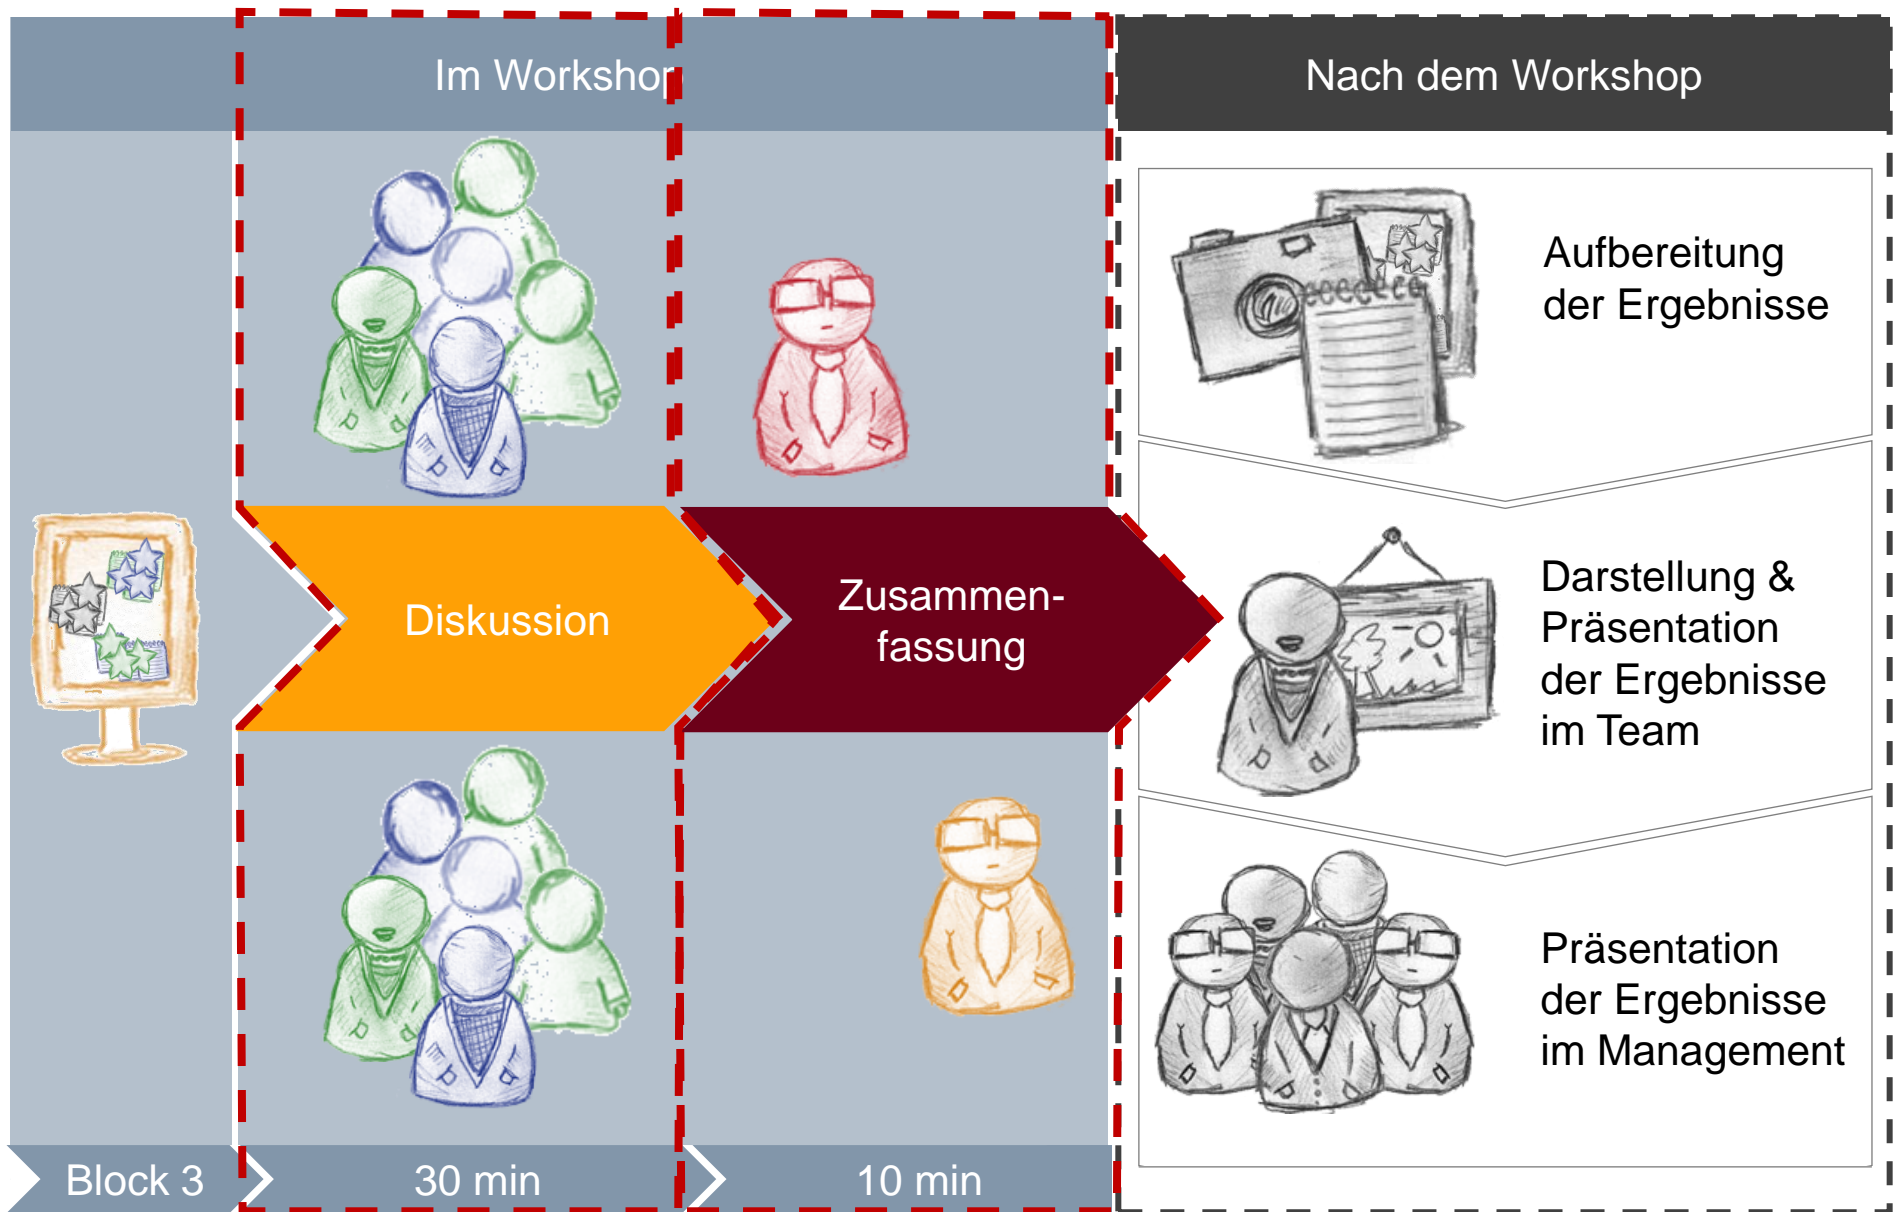 Im Workshop
Nach dem Workshop
Aufbereitung
der Ergebnisse
Diskussion
Zusammen-
fassung
Darstellung &
Präsentation
der Ergebnisse
im Team
Präsentation
der Ergebnisse
im Management
Block 3
30 min
10 min